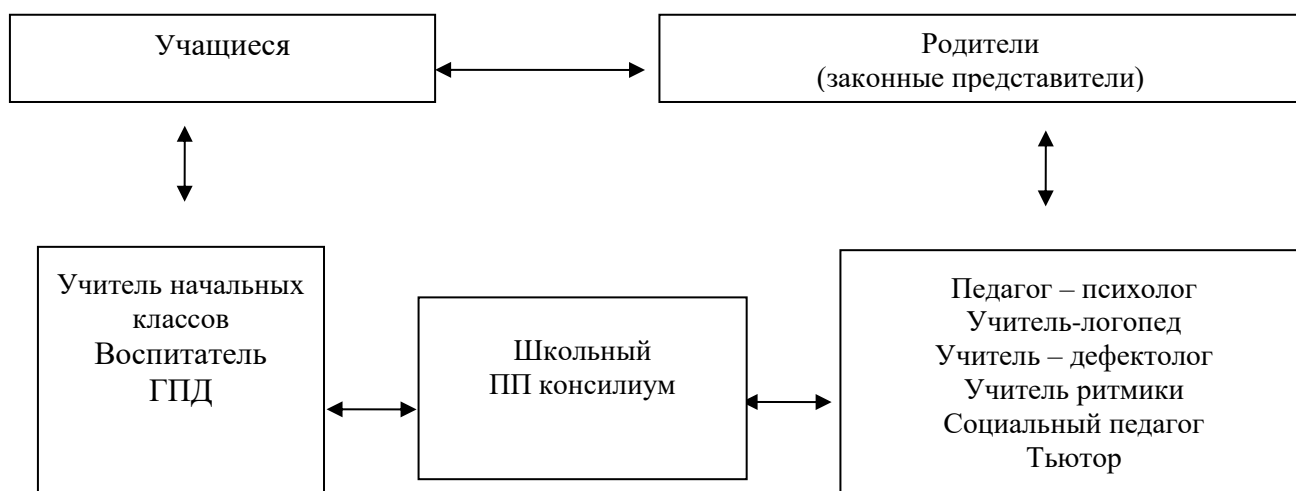 Учащиеся
Родители
(законные представители)
Учитель начальных
классов
Воспитатель
ГПД
Школьный
ПП консилиум
Педагог – психолог
Учитель-логопед
Учитель – дефектолог
Учитель ритмики
Социальный педагог
Тьютор